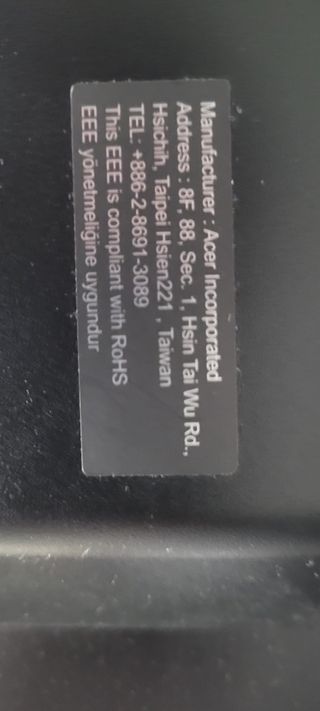 Manufacturer : Acer Incorporated
Address : 8F, 88, Sec. 1, Hsin Tai Wu Rd.,
Hsichih, Taipei Hsien221 , Taiwan
TEL: +886-2-8691-3089
This EEE is compliant with RoHS
EEE yönetmeliğine uygundur